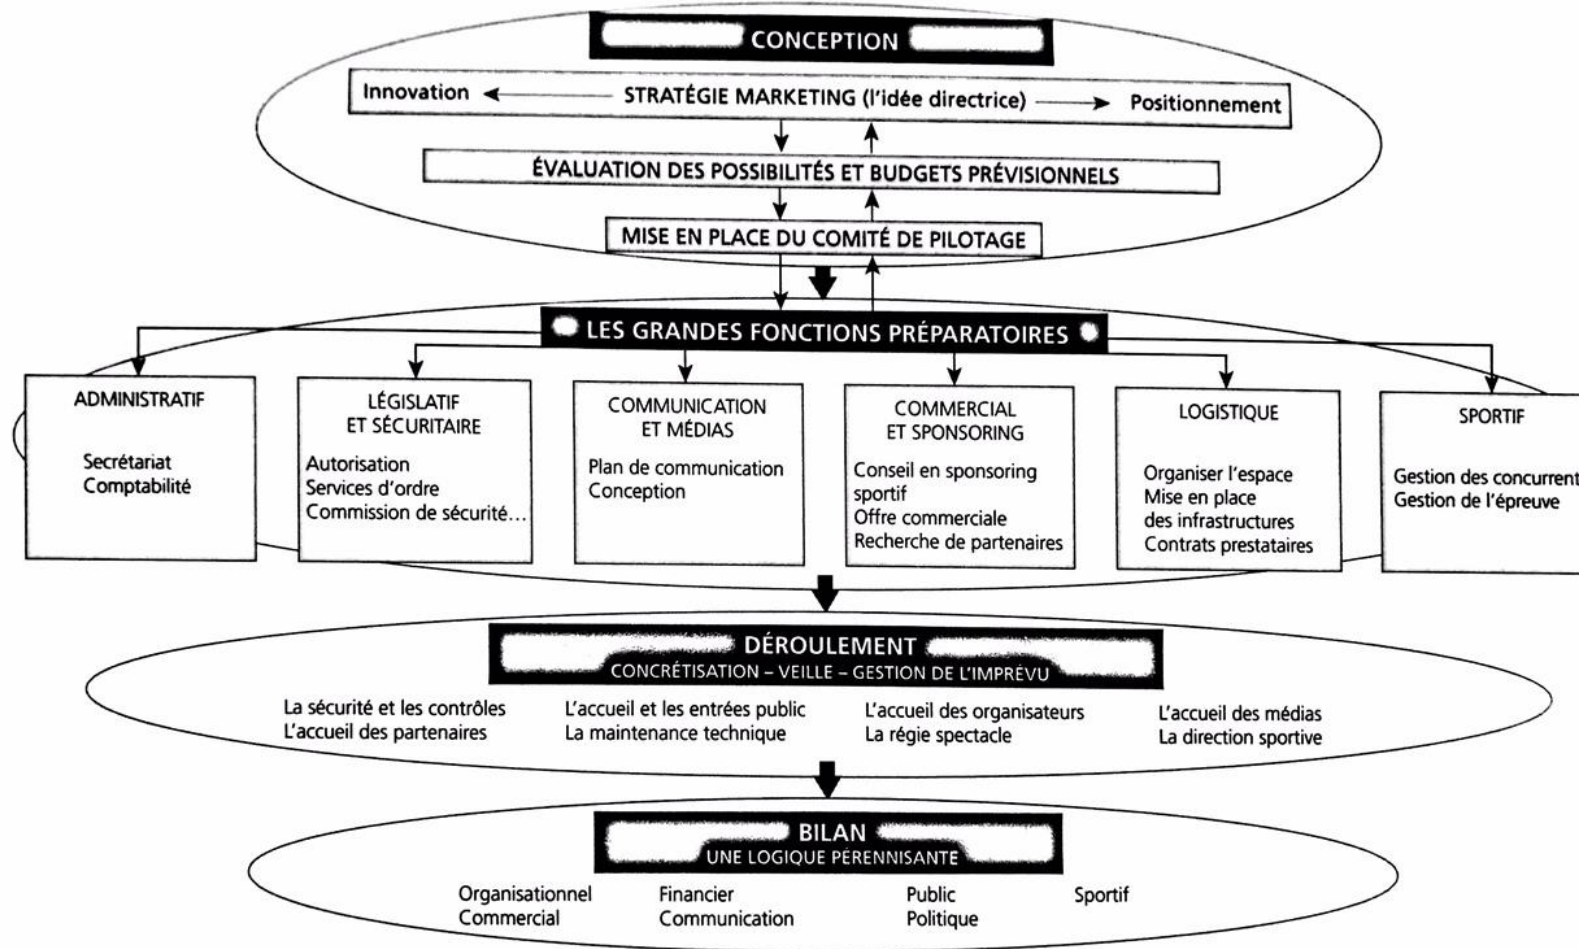 CONCEPTION
Innovation STRATÉGIE MARKETING (l'idée directrice) Positionnement
ÉVALUATION DES POSSIBILITÉS ET BUDGETS PRÉVISIONNELS
MISE EN PLACE DU COMITÉ DE PILOTAGE
LES GRANDES FONCTIONS PRÉPARATOIRES
ADMINISTRATIF
Secrétariat
Comptabilité
LÉGISLATIF
ET SÉCURITAIRE
Autorisation
Services d'ordre
Commission de sécurité...
COMMUNICATION
ET MÉDIAS
Plan de communication
Conception
COMMERCIAL
ET SPONSORING
Conseil en sponsoring
sportif
Offre commerciale
Recherche de partenaires
LOGISTIQUE
Organiser l'espace
Mise en place
des infrastructures
Contrats prestataires
SPORTIF
Gestion des concurrent
Gestion de l'épreuve
DÉROULEMENT
CONCRÉTISATION – VEILLE – GESTION DE L'IMPRÉVU
La sécurité et les contrôles
L'accueil des partenaires
L'accueil et les entrées public
La maintenance technique
L'accueil des organisateurs
La régie spectacle
L'accueil des médias
La direction sportive
BILAN
UNE LOGIQUE PÉRENNISANTE
Organisationnel
Commercial
Financier
Communication
Public
Politique
Sportif